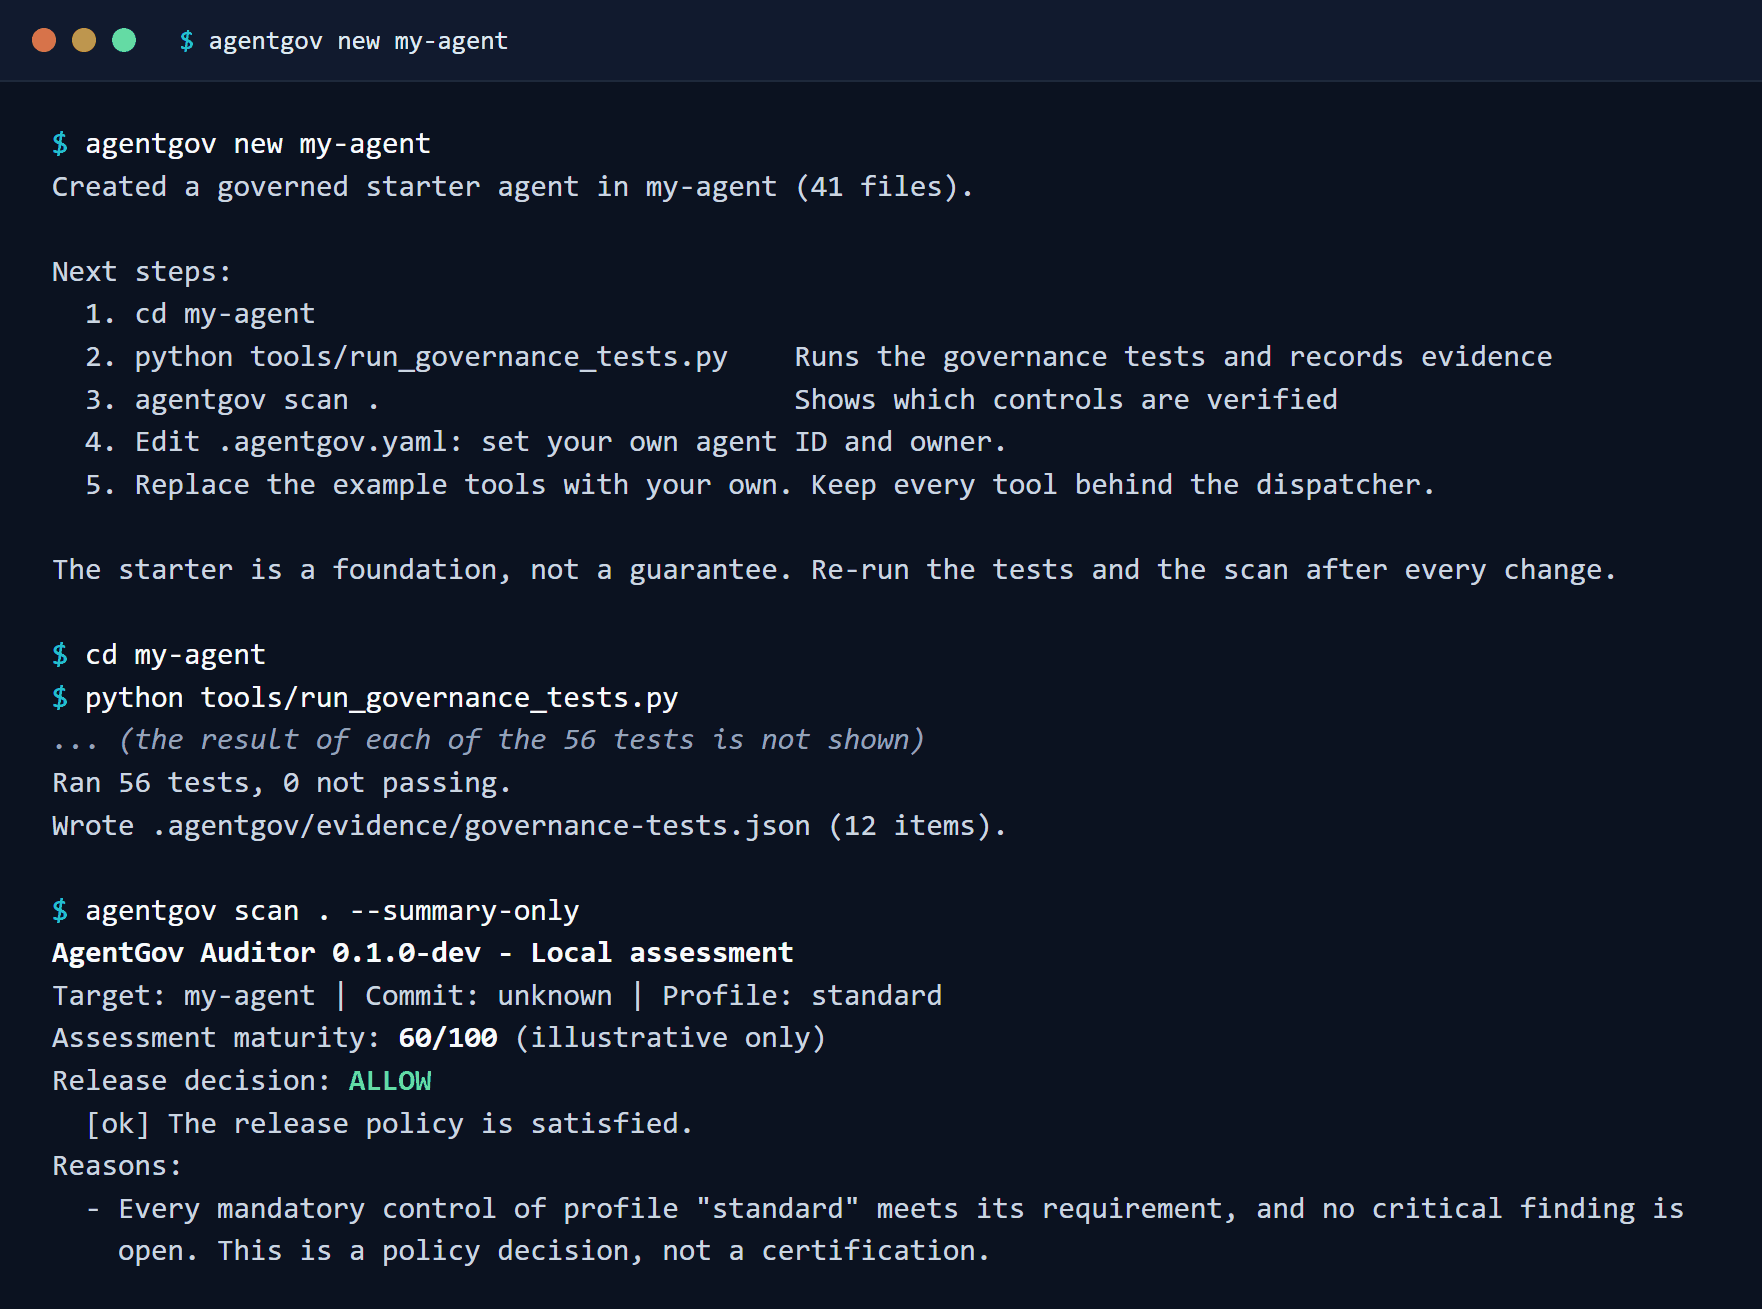 $ agentgov new my-agent
$ agentgov new my-agent
Created a governed starter agent in my-agent (41 files).
Next steps:
1. cd my-agent
2. python tools/run_governance_tests.py    Runs the governance tests and records evidence
3. agentgov scan .                         Shows which controls are verified
4. Edit .agentgov.yaml: set your own agent ID and owner.
5. Replace the example tools with your own. Keep every tool behind the dispatcher.
The starter is a foundation, not a guarantee. Re-run the tests and the scan after every change.
$ cd my-agent
$ python tools/run_governance_tests.py
... (the result of each of the 56 tests is not shown)
Ran 56 tests, 0 not passing.
Wrote .agentgov/evidence/governance-tests.json (12 items).
$ agentgov scan . --summary-only
AgentGov Auditor 0.1.0-dev - Local assessment
Target: my-agent | Commit: unknown | Profile: standard
Assessment maturity: 60/100 (illustrative only)
Release decision: ALLOW
[ok] The release policy is satisfied.
Reasons:
- Every mandatory control of profile "standard" meets its requirement, and no critical finding is
open. This is a policy decision, not a certification.